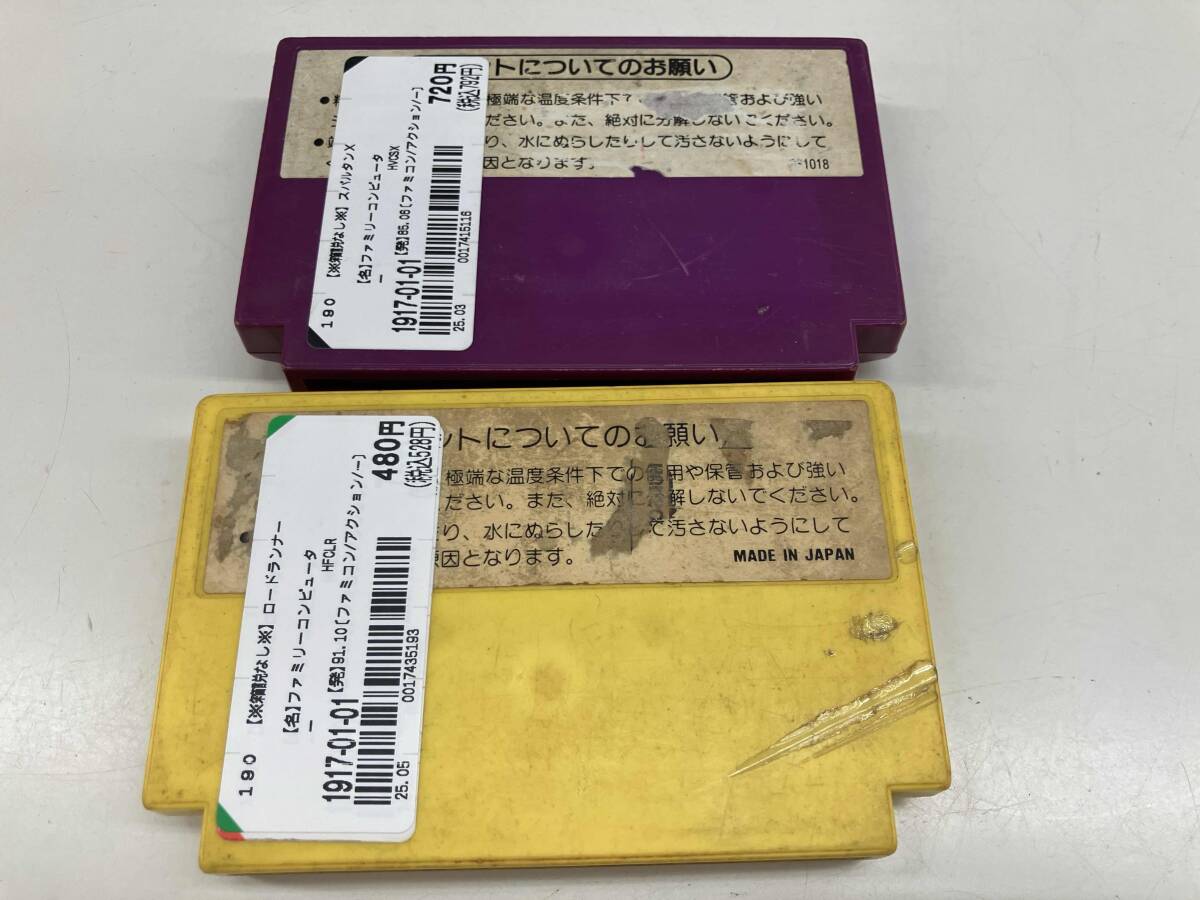 ットについてのお願い
極端な温度条件下で
および強い
ださい。また、絶対に分解しないでください。
り、水にぬらしたりして汚さないようにして
因となります。
1018
190
【※箱説なし※】スパルタンX
【名】ファミリーコンピュータ
ー
HVCSX
1917-01-01【発】85.06[ファミコン/アクション/ー]
25.03
0017415116
720円
(税込792円)
ットについてのお願い
極端な温度条件下での使用や保管および強い
ださい。また、絶対に分解しないでください。
り、水にぬらしたりして汚さないようにして
原因となります。
MADE IN JAPAN
190
【※箱説なし※】ロードランナー
【名】ファミリーコンピュータ
ー
HFCLR
1917-01-01【発】91.10[ファミコン/アクション/ー]
25.05
0017435193
480円
(税込528円)